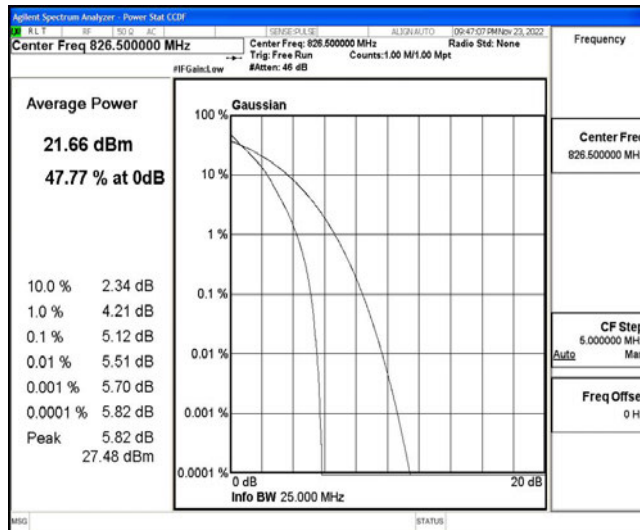 Agilent Spectrum Analyzer - Power Stat CCDF
R L T RF 50 Ω AC SENSE:PULSE ALIGNAUTO 09:47:07 PM Nov 23, 2022
Center Freq 826.500000 MHz
Center Freq: 826.500000 MHz Radio Std: None
Trig: Free Run Counts:1.00 M/1.00 Mpt
#IFGain:Low #Atten: 46 dB
Frequency
Average Power
21.66 dBm
47.77 % at 0dB
10.0 % 2.34 dB
1.0 % 4.21 dB
0.1 % 5.12 dB
0.01 % 5.51 dB
0.001 % 5.70 dB
0.0001 % 5.82 dB
Peak 5.82 dB
27.48 dBm
Gaussian
100 %
10 %
1 %
0.1 %
0.01 %
0.001 %
0.0001 %
0 dB 20 dB
Info BW 25.000 MHz
Center Fre
826.500000 MH
CF Step
5.000000 MH
Auto Ma
Freq Offse
0 H
MSG STATUS